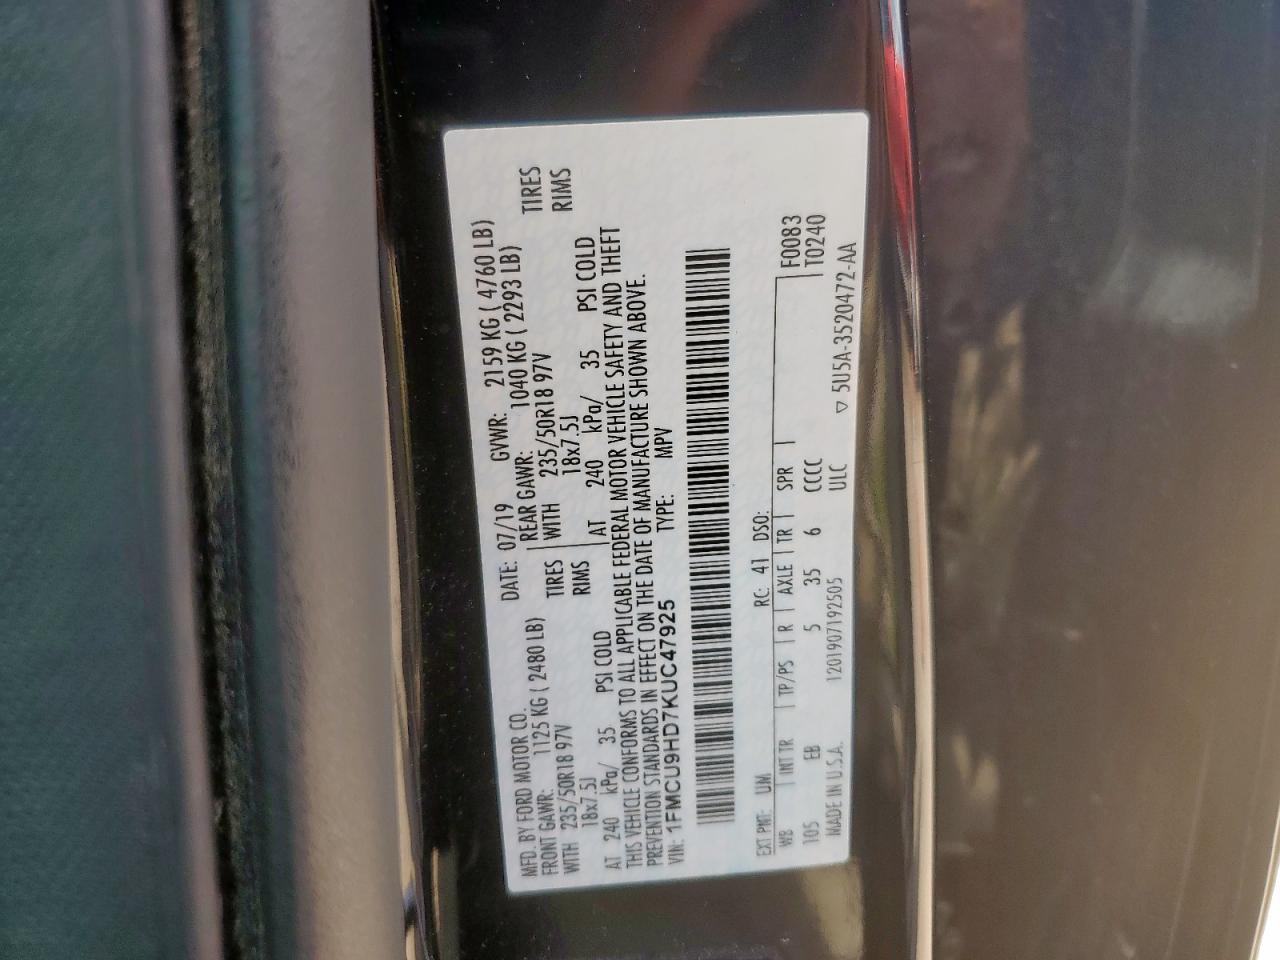 MFD. BY FORD MOTOR CO.
DATE: 07/19 GVWR: 2159 KG ( 4760 LB)
FRONT GAWR: 1125 KG ( 2480 LB) REAR GAWR: 1040 KG ( 2293 LB)
WITH 235/50R18 97V TIRES WITH 235/50R18 97V TIRES
18x7.5J RIMS 18x7.5J RIMS
AT 240 kPa/ 35 PSI COLD AT 240 kPa/ 35 PSI COLD
THIS VEHICLE CONFORMS TO ALL APPLICABLE FEDERAL MOTOR VEHICLE SAFETY AND THEFT
PREVENTION STANDARDS IN EFFECT ON THE DATE OF MANUFACTURE SHOWN ABOVE.
VIN: 1FMCU9HD7KUC47925 TYPE: MPV
EXT PNT: UM RC: 41 DSO:
WB INT TR TP/PS R AXLE TR SPR F0083
105 EB 5 35 6 CCCC T0240
MADE IN U.S.A. 1201907192505 ULC ▽ 5U5A-3520472-AA